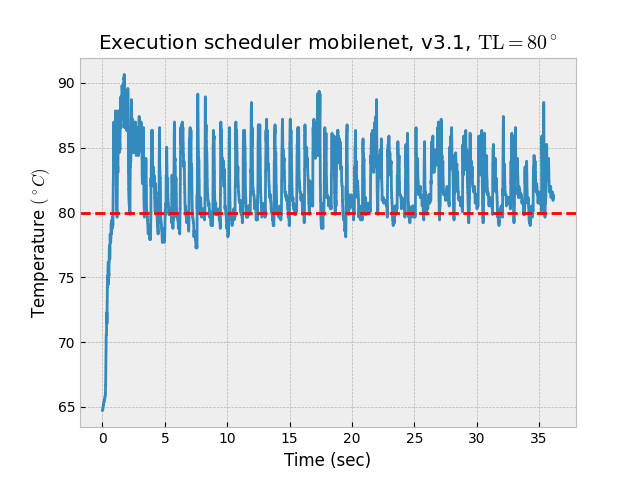 Execution scheduler mobilenet, v3.1, TL = 80°
90
85
80
75
70
65
Temperature (°C)
0 5 10 15 20 25 30 35
Time (sec)